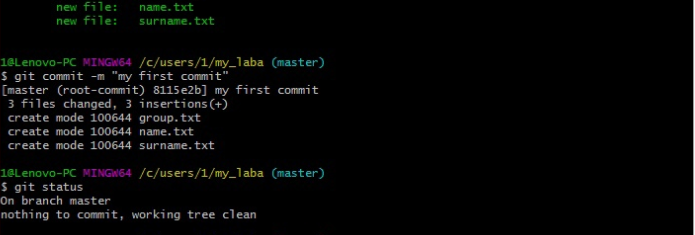 new file:   name.txt
new file:   surname.txt
1@Lenovo-PC MINGW64 /c/users/1/my_laba (master)
$ git commit -m "my first commit"
[master (root-commit) 8115e2b] my first commit
 3 files changed, 3 insertions(+)
 create mode 100644 group.txt
 create mode 100644 name.txt
 create mode 100644 surname.txt
1@Lenovo-PC MINGW64 /c/users/1/my_laba (master)
$ git status
On branch master
nothing to commit, working tree clean